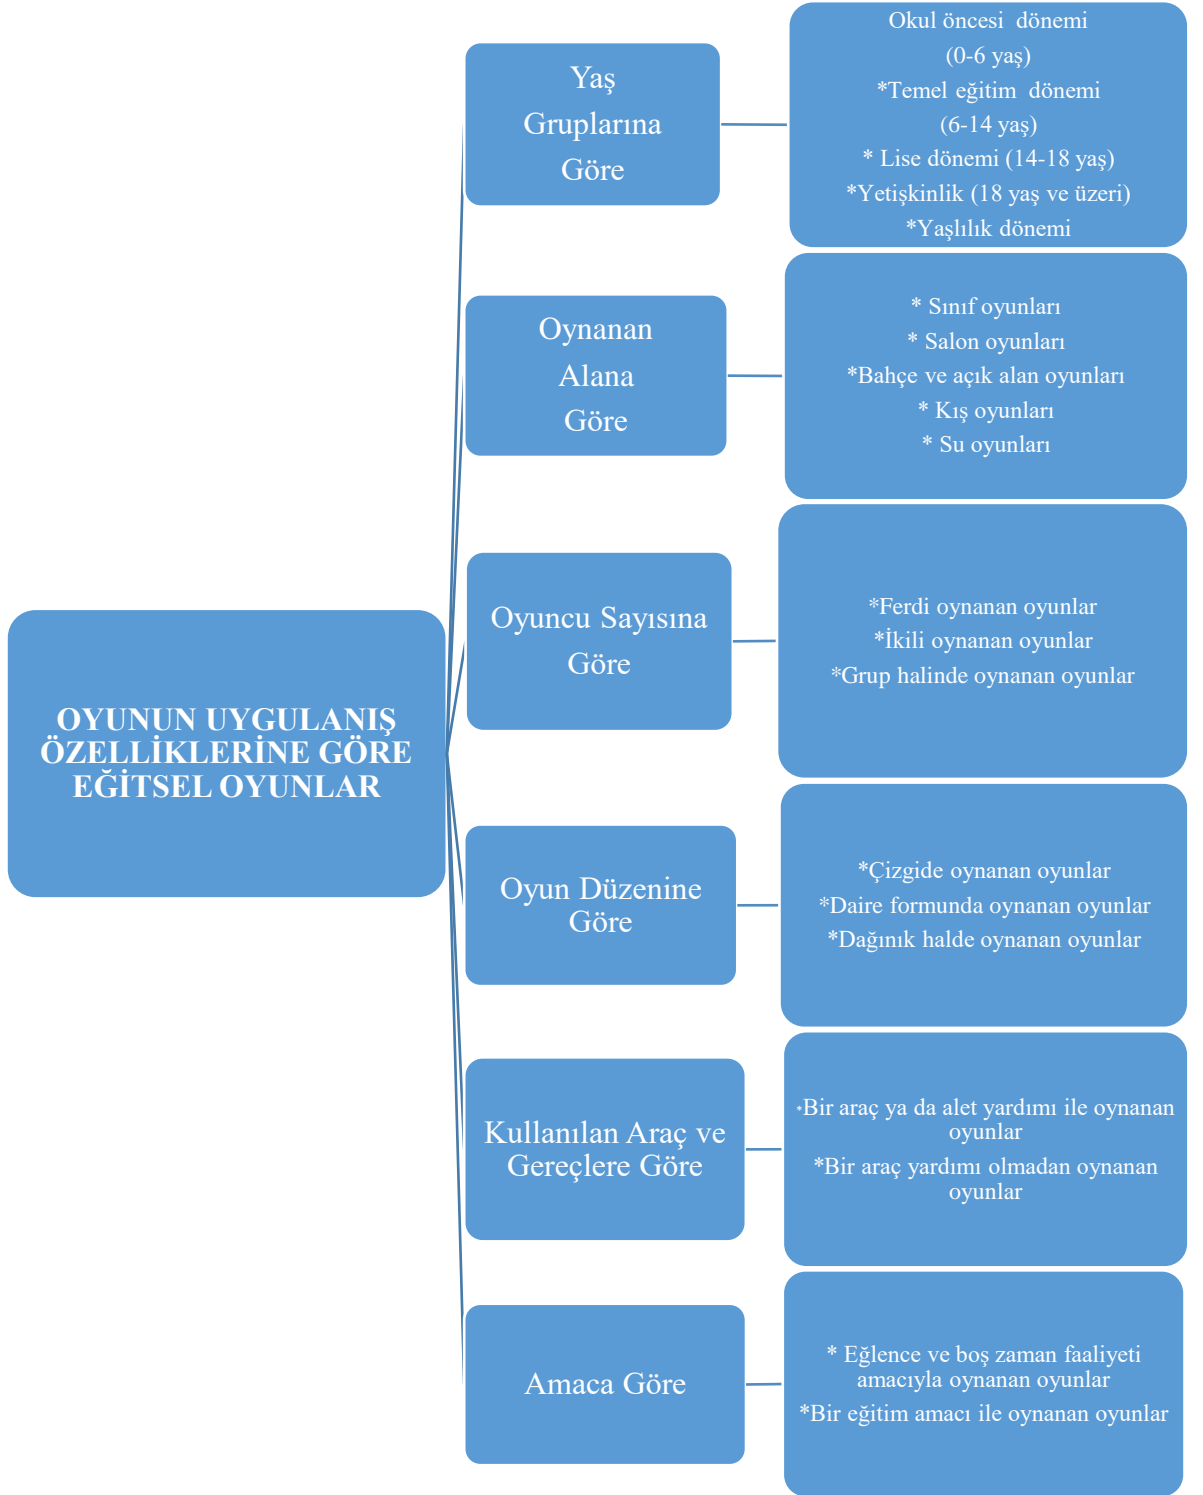 Yaş
Gruplarına
Göre
Okul öncesi dönemi
(0-6 yaş)
*Temel eğitim dönemi
(6-14 yaş)
* Lise dönemi (14-18 yaş)
*Yetişkinlik (18 yaş ve üzeri)
*Yaşlılık dönemi
Oynanan
Alana
Göre
* Sınıf oyunları
* Salon oyunları
*Bahçe ve açık alan oyunları
* Kış oyunları
* Su oyunları
Oyuncu Sayısına
Göre
*Ferdi oynanan oyunlar
*İkili oynanan oyunlar
*Grup halinde oynanan oyunlar
OYUNUN UYGULANIŞ
ÖZELLİKLERİNE GÖRE
EĞİTSEL OYUNLAR
Oyun Düzenine
Göre
*Çizgide oynanan oyunlar
*Daire formunda oynanan oyunlar
*Dağınık halde oynanan oyunlar
Kullanılan Araç ve
Gereçlere Göre
*Bir araç ya da alet yardımı ile oynanan
oyunlar
*Bir araç yardımı olmadan oynanan
oyunlar
Amaca Göre
* Eğlence ve boş zaman faaliyeti
amacıyla oynanan oyunlar
*Bir eğitim amacı ile oynanan oyunlar